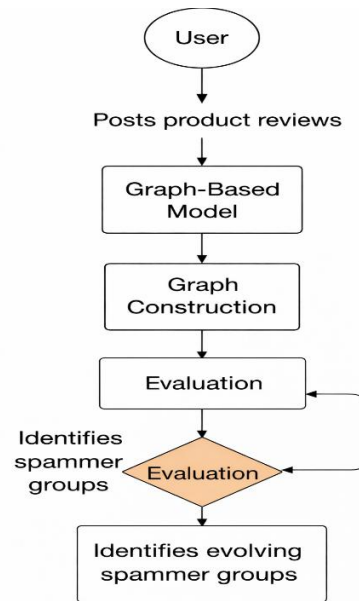 User
Posts product reviews
Graph-Based
Model
Graph
Construction
Evaluation
Identifies
spammer
groups
Evaluation
Identifies evolving
spammer groups